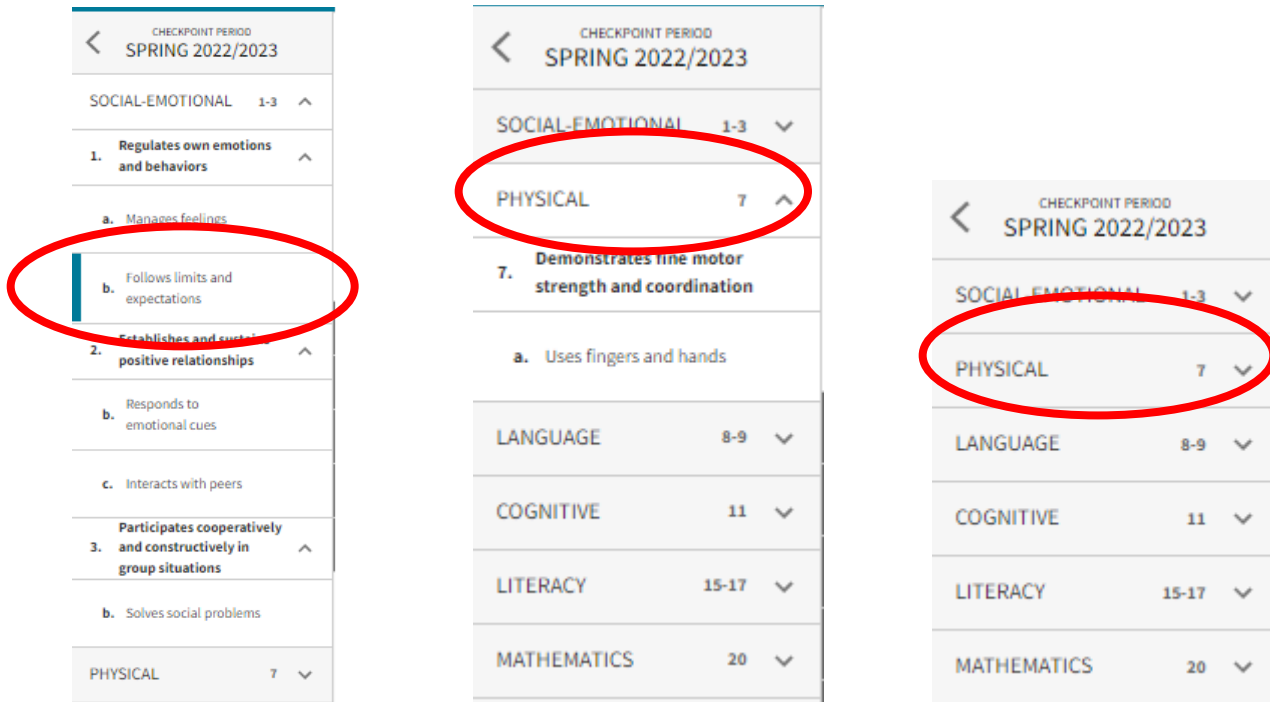 CHECKPOINT PERIOD
SPRING 2022/2023
SOCIAL-EMOTIONAL 1-3
1. Regulates own emotions
and behaviors
a. Manages feelings
b. Follows limits and
expectations
2. Establishes and sustains
positive relationships
b. Responds to
emotional cues
c. Interacts with peers
3. Participates cooperatively
and constructively in
group situations
b. Solves social problems
PHYSICAL 7
CHECKPOINT PERIOD
SPRING 2022/2023
SOCIAL-EMOTIONAL 1-3
PHYSICAL 7
7. Demonstrates fine motor
strength and coordination
a. Uses fingers and hands
LANGUAGE 8-9
COGNITIVE 11
LITERACY 15-17
MATHEMATICS 20
CHECKPOINT PERIOD
SPRING 2022/2023
SOCIAL-EMOTIONAL 1-3
PHYSICAL 7
LANGUAGE 8-9
COGNITIVE 11
LITERACY 15-17
MATHEMATICS 20